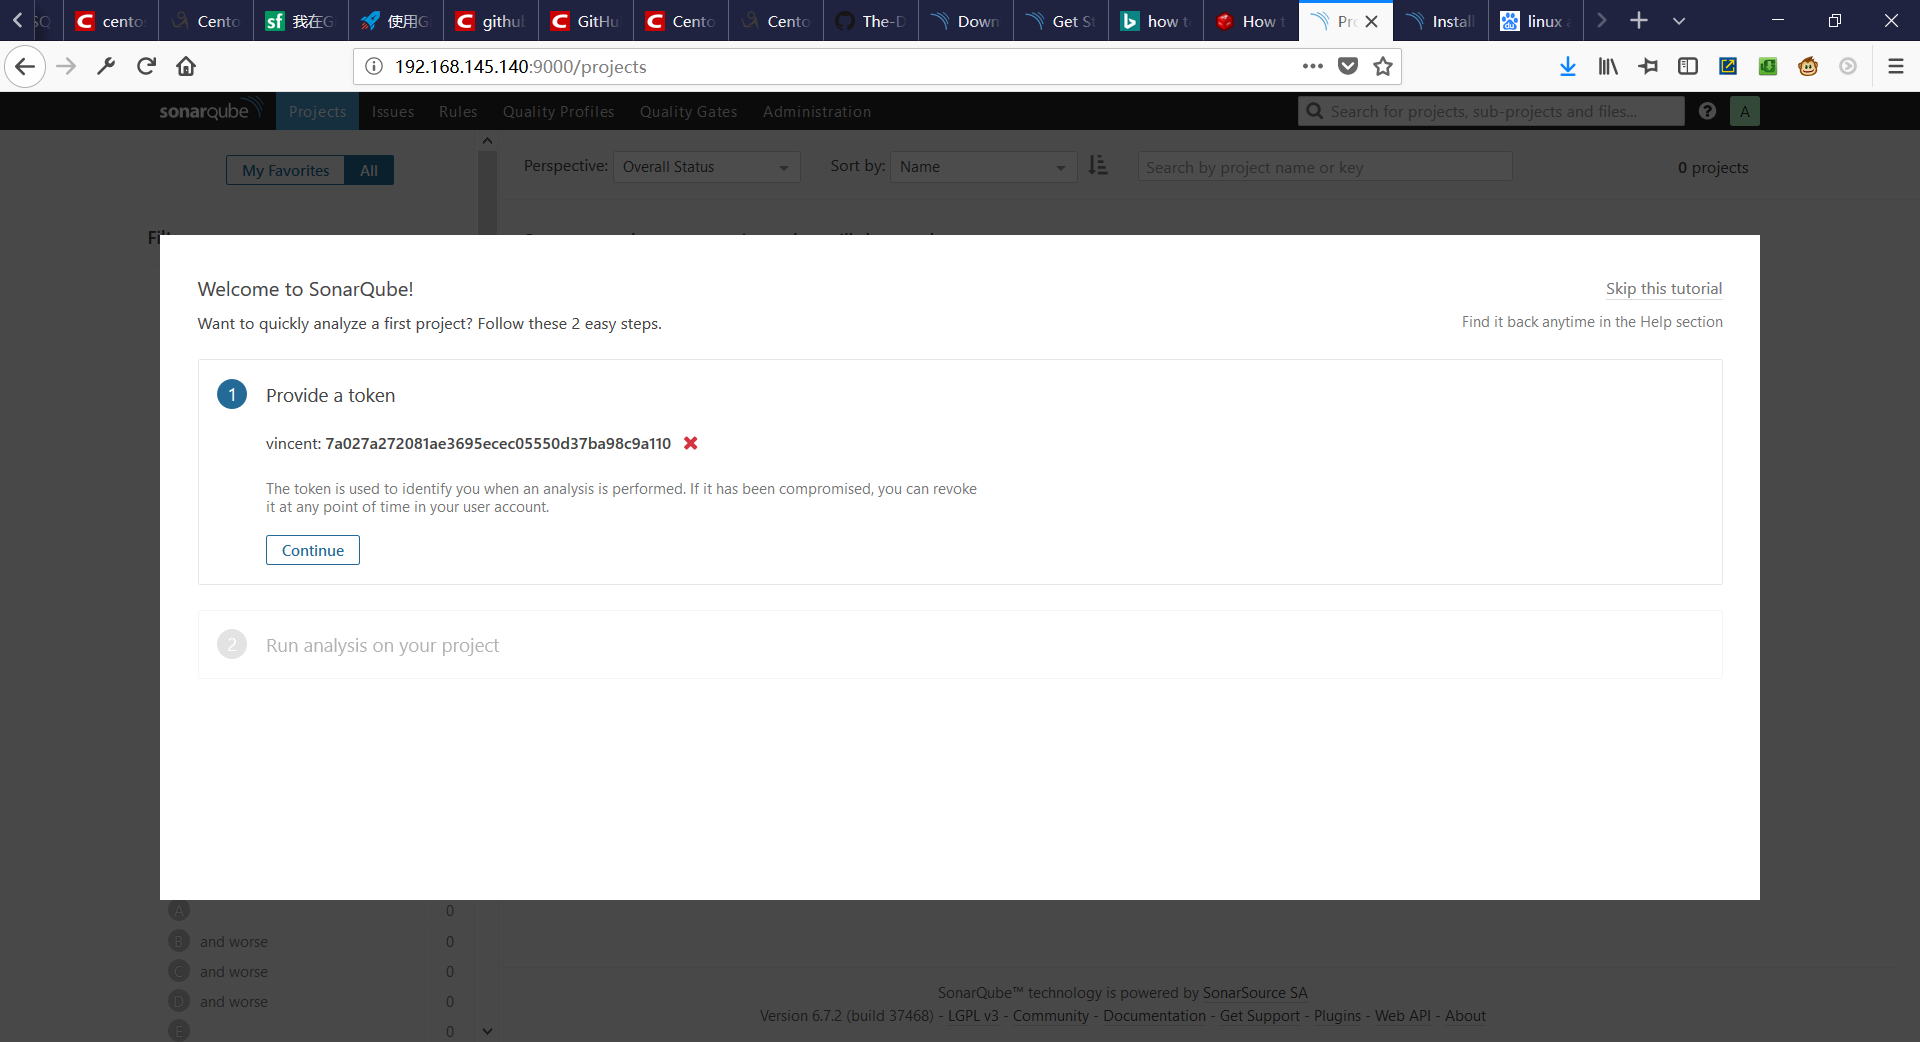 SQ cento Cento 我在G 使用G github GitHu Cento Cento The-D Down Get St how to How t Pro Install linux a
192.168.145.140:9000/projects
sonarqube Projects Issues Rules Quality Profiles Quality Gates Administration Search for projects, sub-projects and files... ? A
My Favorites All Perspective: Overall Status Sort by: Name Search by project name or key 0 projects
Welcome to SonarQube! Skip this tutorial
Want to quickly analyze a first project? Follow these 2 easy steps. Find it back anytime in the Help section
1 Provide a token
vincent: 7a027a272081ae3695ecec05550d37ba98c9a110
The token is used to identify you when an analysis is performed. If it has been compromised, you can revoke
it at any point of time in your user account.
Continue
2 Run analysis on your project
A 0
B and worse 0
C and worse 0
D and worse 0
E 0
SonarQube™ technology is powered by SonarSource SA
Version 6.7.2 (build 37468) - LGPL v3 - Community - Documentation - Get Support - Plugins - Web API - About